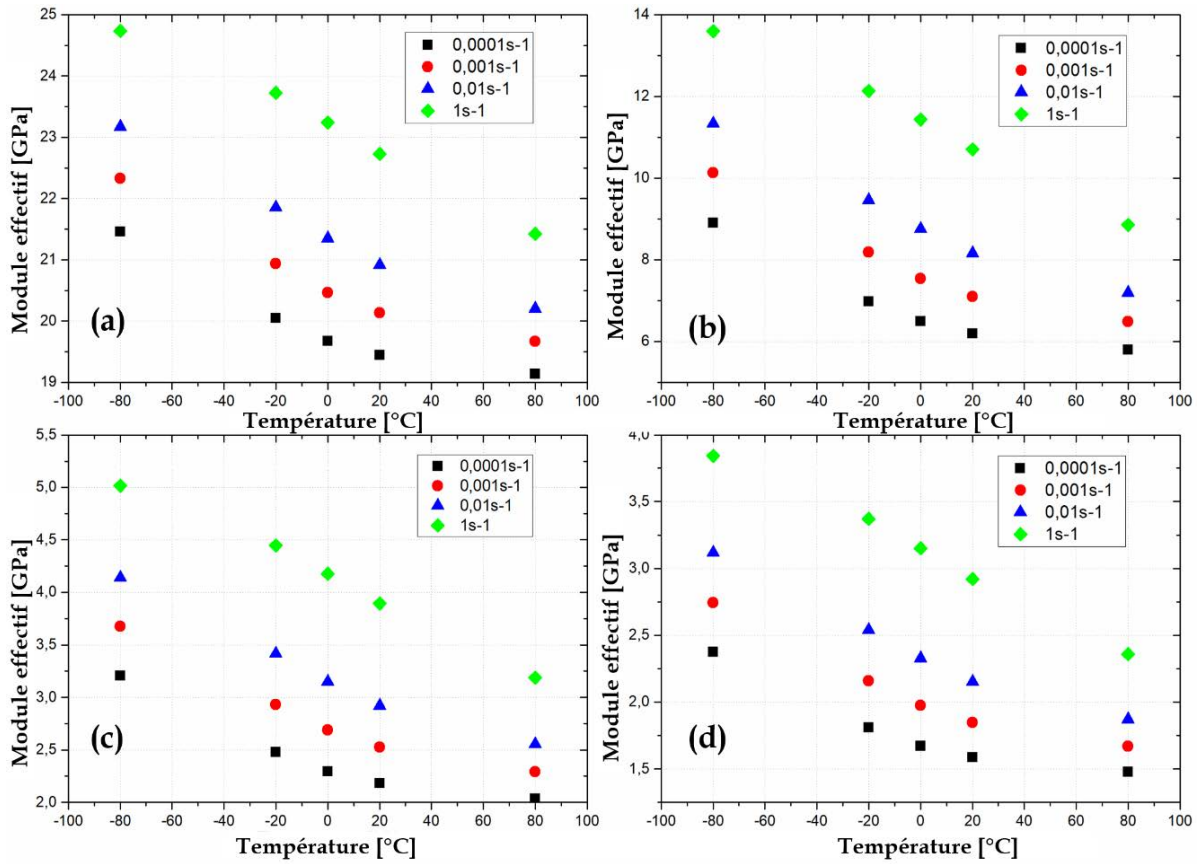 25
24
23
22
21
20
19
Module effectif [GPa]
0,0001s-1
0,001s-1
0,01s-1
1s-1
(a)
-100 -80 -60 -40 -20 0 20 40 60 80 100
Température [°C]
14
12
10
8
6
Module effectif [GPa]
0,0001s-1
0,001s-1
0,01s-1
1s-1
(b)
-100 -80 -60 -40 -20 0 20 40 60 80 100
Température [°C]
5,5
5,0
4,5
4,0
3,5
3,0
2,5
2,0
Module effectif [GPa]
0,0001s-1
0,001s-1
0,01s-1
1s-1
(c)
-100 -80 -60 -40 -20 0 20 40 60 80 100
Température [°C]
4,0
3,5
3,0
2,5
2,0
1,5
Module effectif [GPa]
0,0001s-1
0,001s-1
0,01s-1
1s-1
(d)
-100 -80 -60 -40 -20 0 20 40 60 80 100
Température [°C]